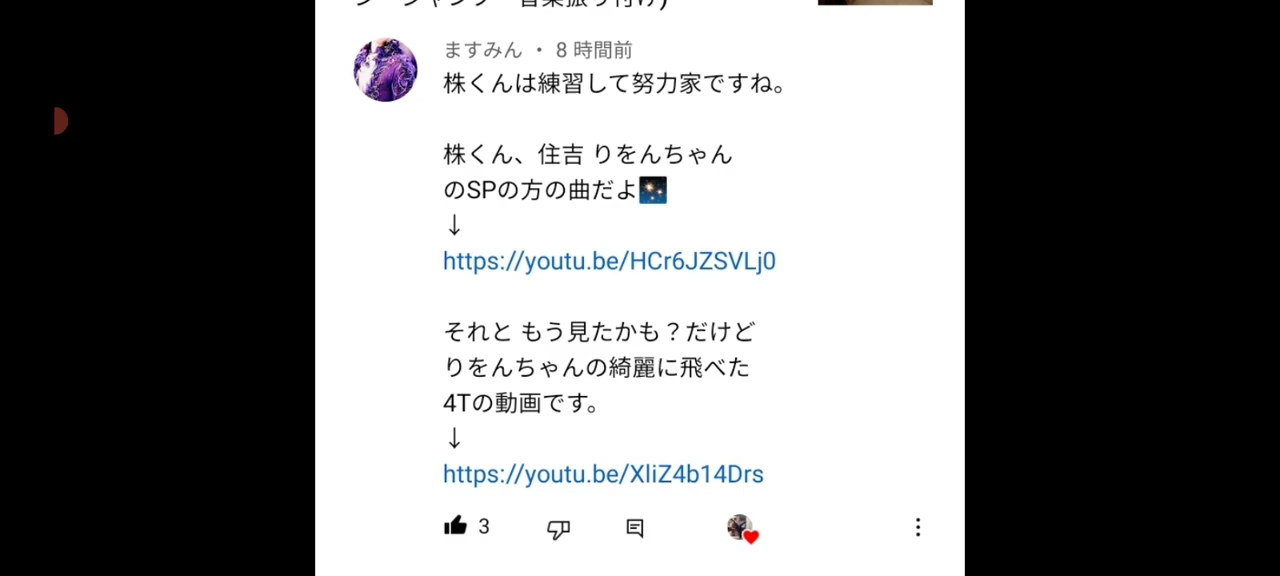 ますみん ・ 8 時間前
株くんは練習して努力家ですね。
株くん、住吉 りをんちゃん
のSPの方の曲だよ🎇
↓
https://youtu.be/HCr6JZSVLj0
それと もう見たかも？だけど
りをんちゃんの綺麗に飛べた
4Tの動画です。
↓
https://youtu.be/XliZ4b14Drs
3